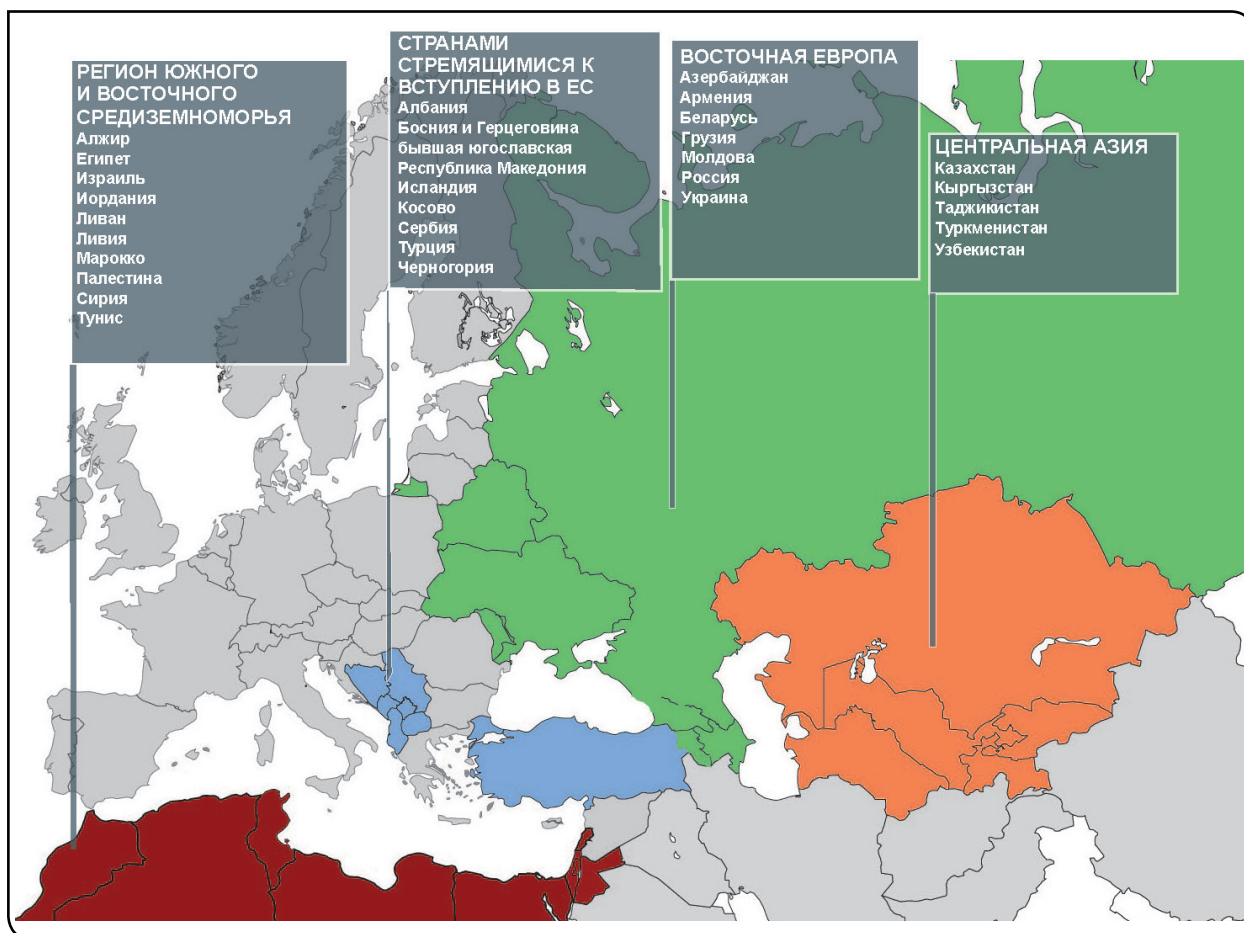 РЕГИОН ЮЖНОГО
И ВОСТОЧНОГО
СРЕДИЗЕМНОМОРЬЯ
Алжир
Египет
Израиль
Иордания
Ливан
Ливия
Марокко
Палестина
Сирия
Тунис
СТРАНАМИ
СТРЕМЯЩИМИСЯ К
ВСТУПЛЕНИЮ В ЕС
Албания
Босния и Герцеговина
бывшая югославская
Республика Македония
Исландия
Косово
Сербия
Турция
Черногория
ВОСТОЧНАЯ ЕВРОПА
Азербайджан
Армения
Беларусь
Грузия
Молдова
Россия
Украина
ЦЕНТРАЛЬНАЯ АЗИЯ
Казахстан
Кыргызстан
Таджикистан
Туркменистан
Узбекистан